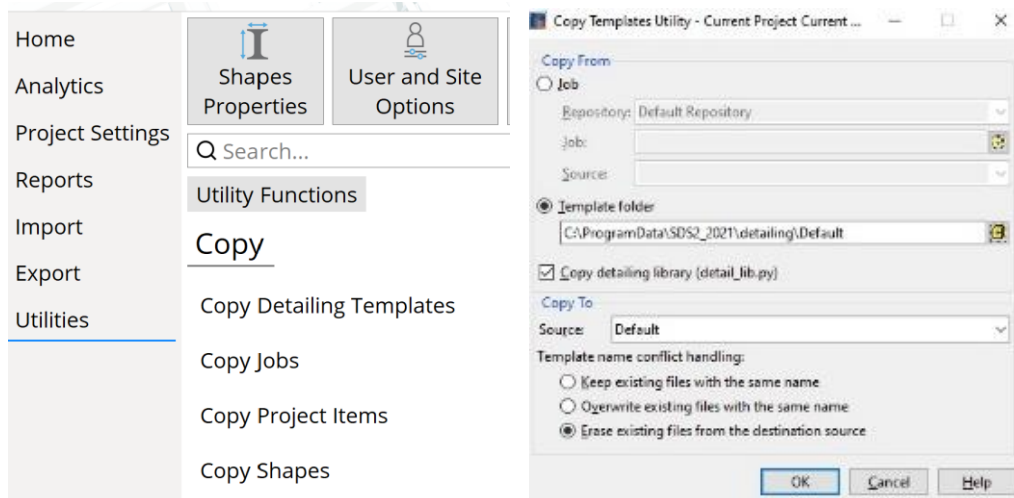 Home
Analytics
Project Settings
Reports
Import
Export
Utilities
Shapes
Properties
User and Site
Options
Search...
Utility Functions
Copy
Copy Detailing Templates
Copy Jobs
Copy Project Items
Copy Shapes
Copy Templates Utility - Current Project Current ...
Copy From
Job
Repository: Default Repository
Job:
Source:
Template folder
C:\ProgramData\SDS2_2021\detailing\Default
Copy detailing library (detail_lib.py)
Copy To
Source: Default
Template name conflict handling:
Keep existing files with the same name
Overwrite existing files with the same name
Erase existing files from the destination source
OK Cancel Help